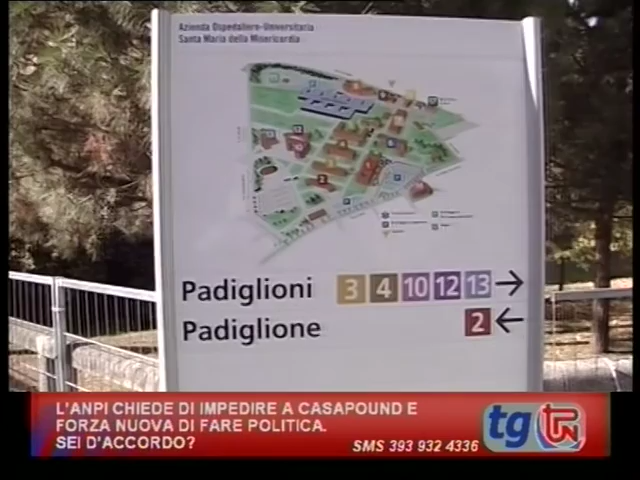 Azienda Ospedaliero-Universitaria
Santa Maria della Misericordia
Padiglioni 3 4 10 12 13 →
Padiglione 2 ←
L'ANPI CHIEDE DI IMPEDIRE A CASAPOUND E
FORZA NUOVA DI FARE POLITICA.
SEI D'ACCORDO?
SMS 393 932 4336
tg TPN